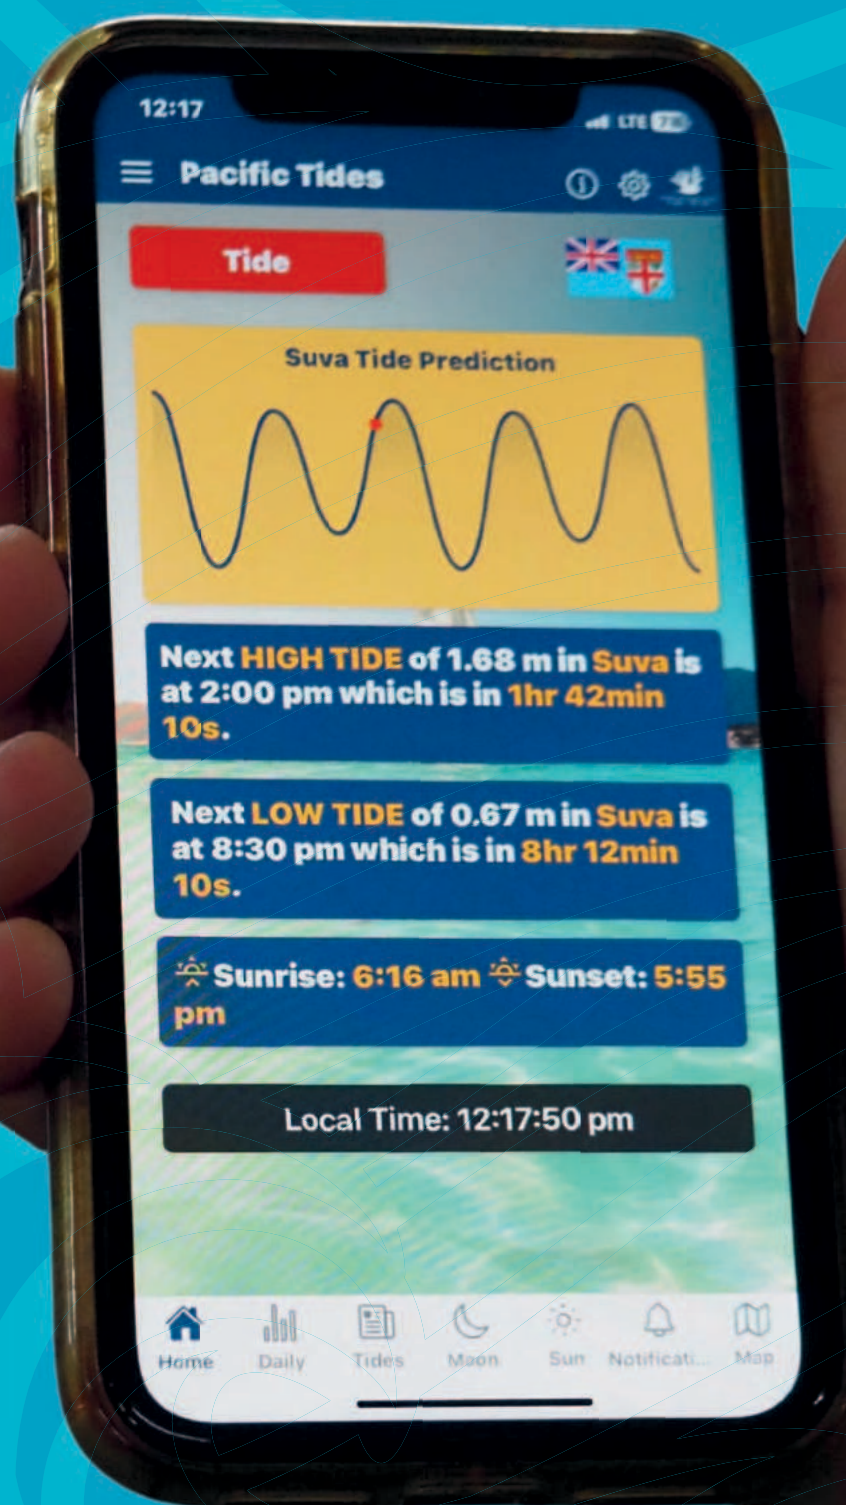 12:17
LTE
Pacific Tides
Tide
Suva Tide Prediction
Next HIGH TIDE of 1.68 m in Suva is
at 2:00 pm which is in 1hr 42min
10s.
Next LOW TIDE of 0.67 m in Suva is
at 8:30 pm which is in 8hr 12min
10s.
Sunrise: 6:16 am Sunset: 5:55
pm
Local Time: 12:17:50 pm
Home Daily Tides Moon Sun Notificati... Map